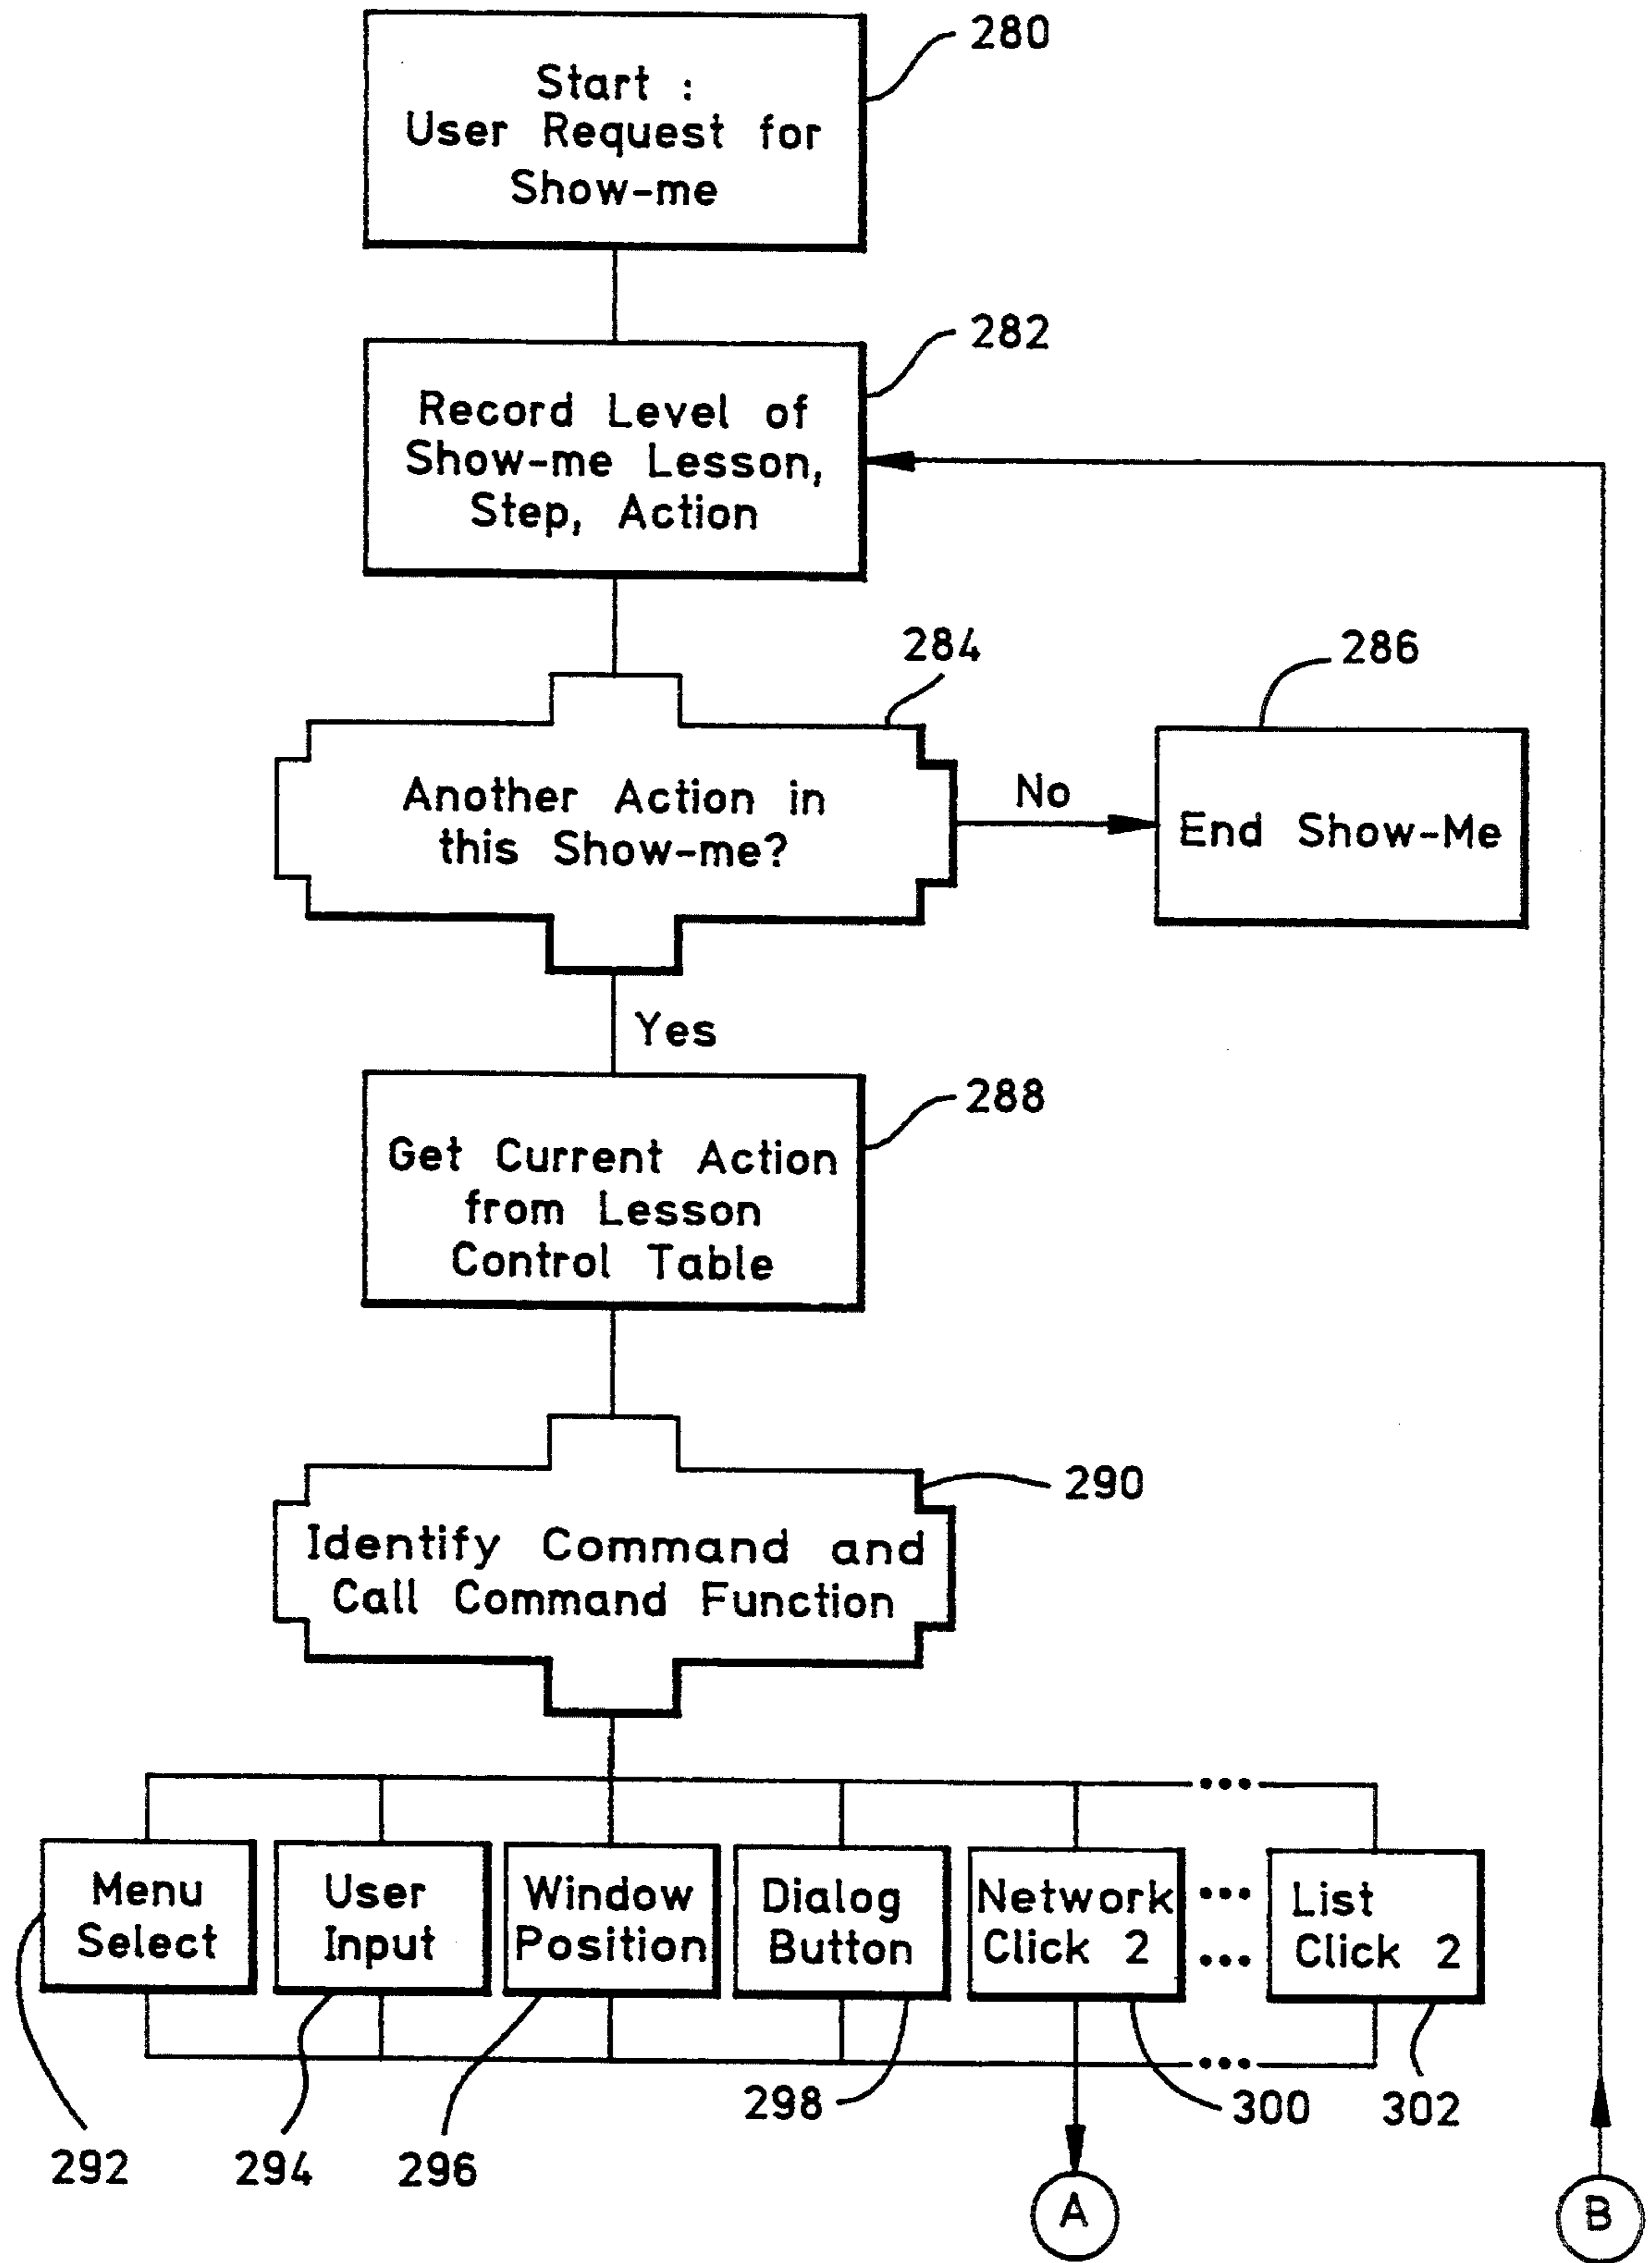 280
Start :
User Request for
Show-me
282
Record Level of
Show-me Lesson,
Step, Action
284
286
Another Action in
this Show-me?
No
End Show-Me
Yes
288
Get Current Action
from Lesson
Control Table
290
Identify Command and
Call Command Function
...
Menu
Select
User
Input
Window
Position
Dialog
Button
Network
Click 2
...
...
List
Click 2
...
298
300
302
292
294
296
A
B